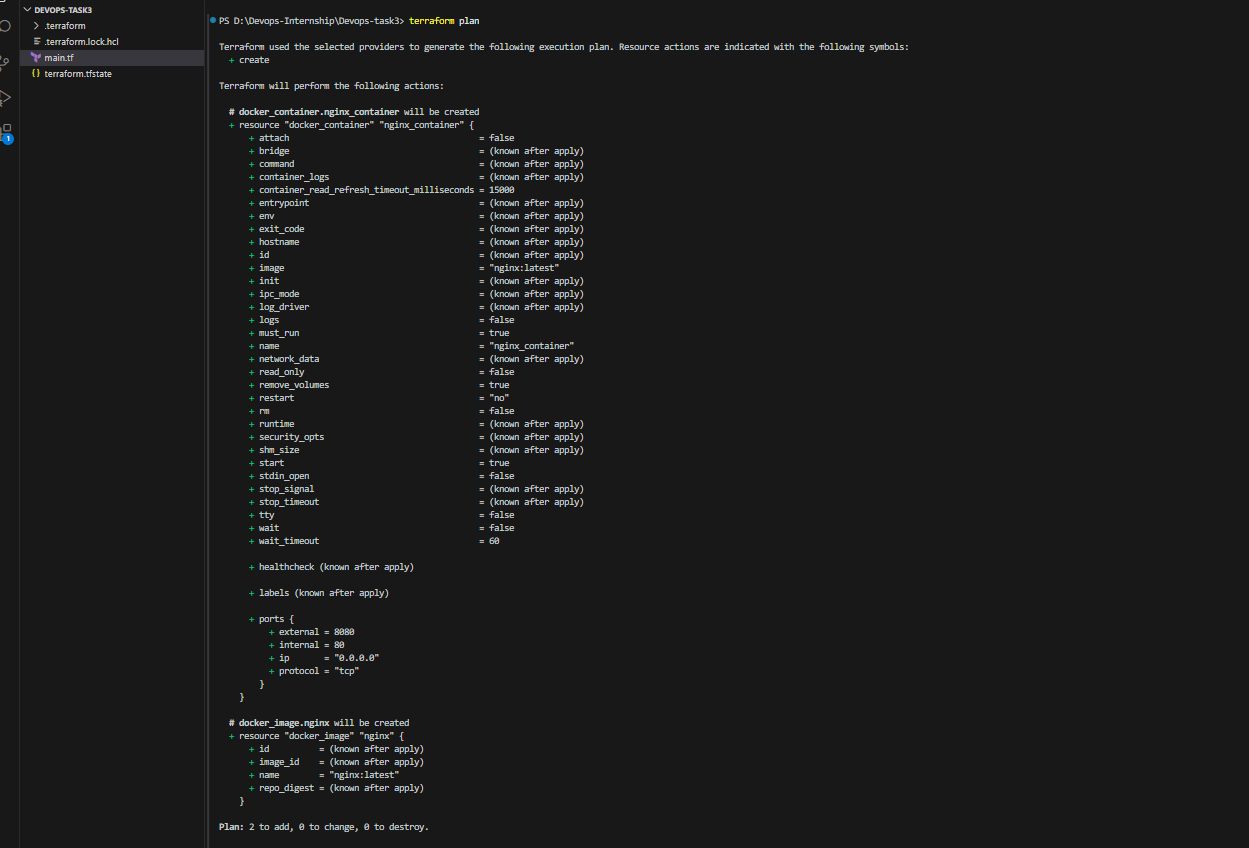 DEVOPS-TASK3
.terraform
.terraform.lock.hcl
main.tf
terraform.tfstate
1
PS D:\Devops-Internship\Devops-task3> terraform plan
Terraform used the selected providers to generate the following execution plan. Resource actions are indicated with the following symbols:
+ create
Terraform will perform the following actions:
# docker_container.nginx_container will be created
+ resource "docker_container" "nginx_container" {
+ attach = false
+ bridge = (known after apply)
+ command = (known after apply)
+ container_logs = (known after apply)
+ container_read_refresh_timeout_milliseconds = 15000
+ entrypoint = (known after apply)
+ env = (known after apply)
+ exit_code = (known after apply)
+ hostname = (known after apply)
+ id = (known after apply)
+ image = "nginx:latest"
+ init = (known after apply)
+ ipc_mode = (known after apply)
+ log_driver = (known after apply)
+ logs = false
+ must_run = true
+ name = "nginx_container"
+ network_data = (known after apply)
+ read_only = false
+ remove_volumes = true
+ restart = "no"
+ rm = false
+ runtime = (known after apply)
+ security_opts = (known after apply)
+ shm_size = (known after apply)
+ start = true
+ stdin_open = false
+ stop_signal = (known after apply)
+ stop_timeout = (known after apply)
+ tty = false
+ wait = false
+ wait_timeout = 60
+ healthcheck (known after apply)
+ labels (known after apply)
+ ports {
+ external = 8080
+ internal = 80
+ ip = "0.0.0.0"
+ protocol = "tcp"
}
}
# docker_image.nginx will be created
+ resource "docker_image" "nginx" {
+ id = (known after apply)
+ image_id = (known after apply)
+ name = "nginx:latest"
+ repo_digest = (known after apply)
}
Plan: 2 to add, 0 to change, 0 to destroy.